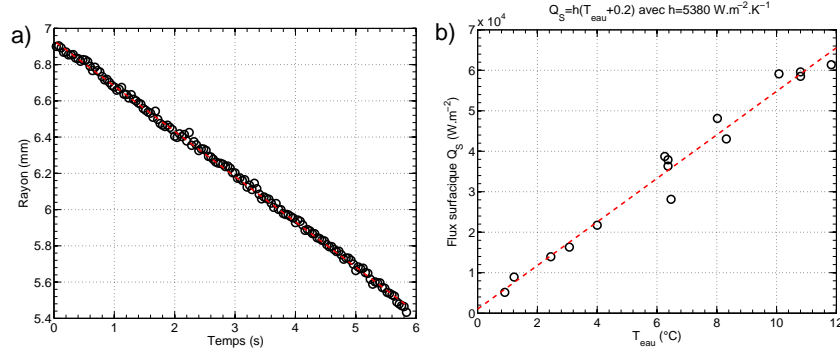 a)
7
6.8
6.6
6.4
6.2
6
5.8
5.6
5.4
0 1 2 3 4 5 6
Rayon (mm)
Temps (s)
b)
Q_S=h(T_eau+0.2) avec h=5380 W.m⁻².K⁻¹
x 10⁴
7
6
5
4
3
2
1
0
0 2 4 6 8 10 12
Flux surfacique Q_S (W.m⁻²)
T_eau (°C)